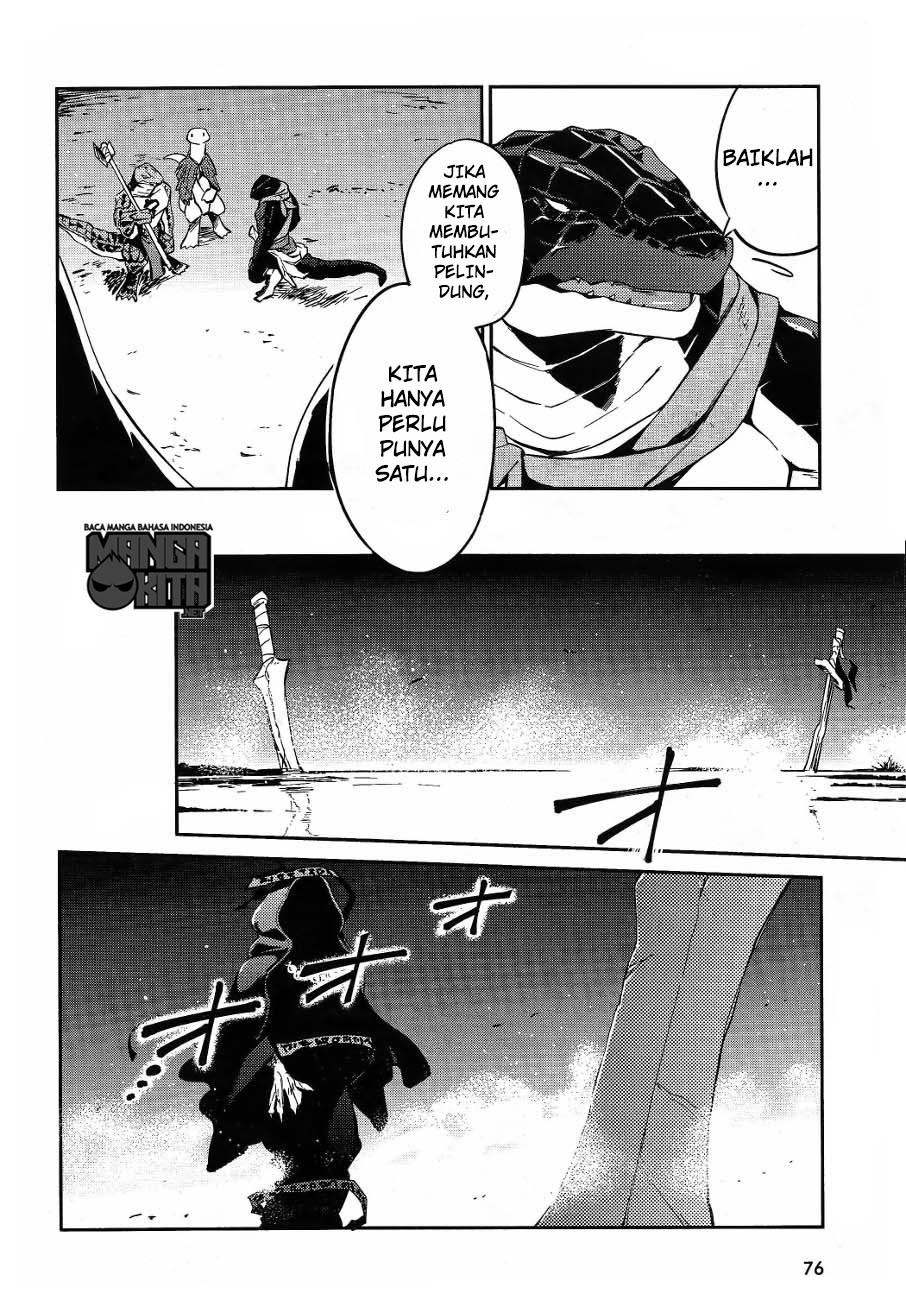 BAIKLAH
...
JIKA
MEMANG
KITA
MEMBU-
TUHKAN
PELIN-
DUNG,
KITA
HANYA
PERLU
PUNYA
SATU...
BACA MANGA BAHASA INDONESIA
MANGA
KITA
オ
オ
オ
オ
76